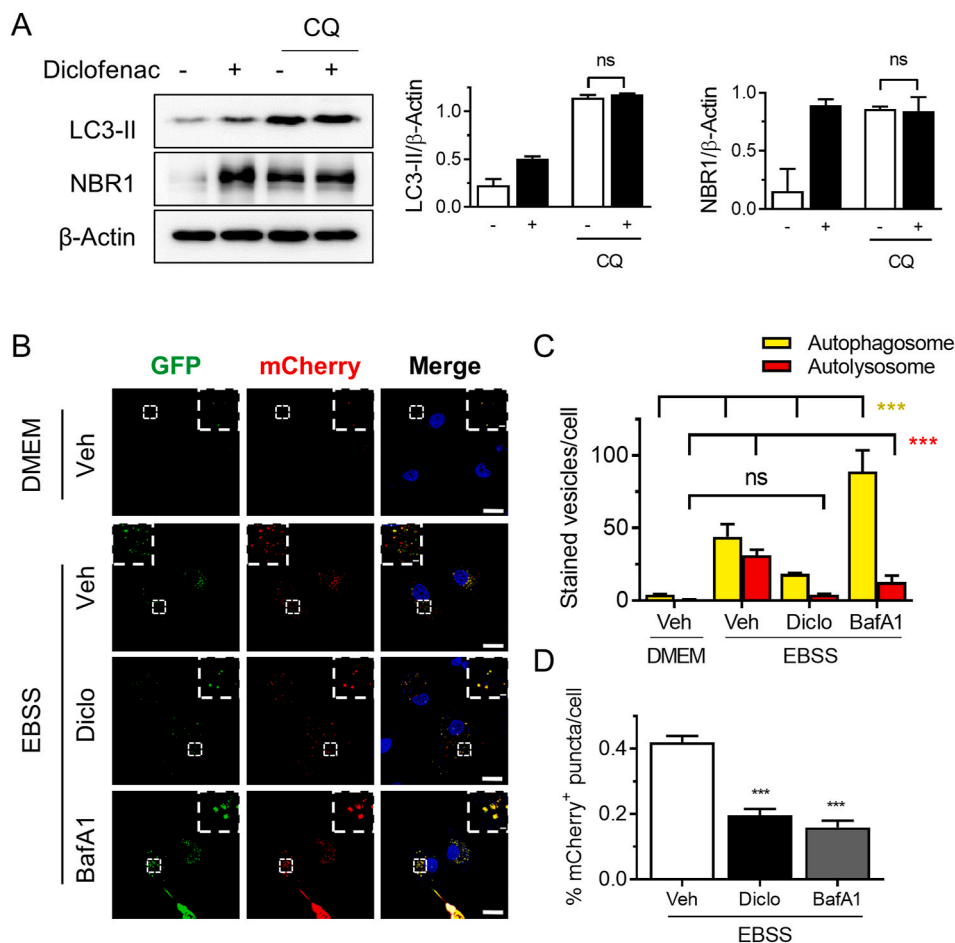 A
CQ
Diclofenac - + - +
LC3-II
NBR1
β-Actin
LC3-II/β-Actin
1.0
0.5
0.0
ns
- + - +
CQ
NBR1/β-Actin
1.0
0.5
0.0
ns
- + - +
CQ
B
GFP mCherry Merge
DMEM
Veh
EBSS
Veh
Diclo
BafA1
C
Autophagosome
Autolysosome
***
***
ns
Stained vesicles/cell
100
50
0
Veh Veh Diclo BafA1
DMEM EBSS
D
% mCherry⁺ puncta/cell
0.4
0.2
0.0
*** ***
Veh Diclo BafA1
EBSS